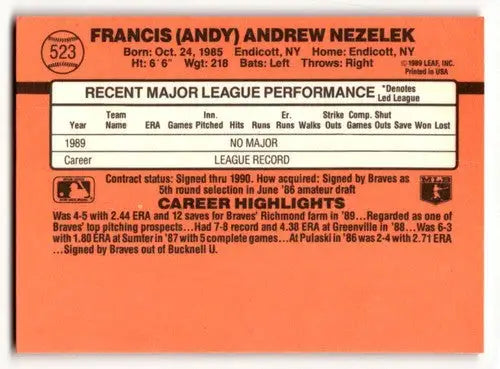 523
FRANCIS (ANDY) ANDREW NEZELEK
Born: Oct. 24, 1985 Endicott, NY Home: Endicott, NY
Ht: 6'6" Wgt: 218 Bats: Left Throws: Right
©1989 LEAF, INC.
Printed in USA
RECENT MAJOR LEAGUE PERFORMANCE *Denotes
Led League
Team Inn. Er. Strike Comp. Shut
Year Name ERA Games Pitched Hits Runs Runs Walks Outs Games Outs Save Won Lost
1989 NO MAJOR
Career LEAGUE RECORD
Contract status: Signed thru 1990. How acquired: Signed by Braves as
5th round selection in June '86 amateur draft
CAREER HIGHLIGHTS
MLB
Was 4-5 with 2.44 ERA and 12 saves for Braves' Richmond farm in '89...Regarded as one of
Braves' top pitching prospects...Had 7-8 record and 4.38 ERA at Greenville in '88...Was 6-3
with 1.80 ERA at Sumter in '87 with 5 complete games...At Pulaski in '86 was 2-4 with 2.71 ERA
...Signed by Braves out of Bucknell U.